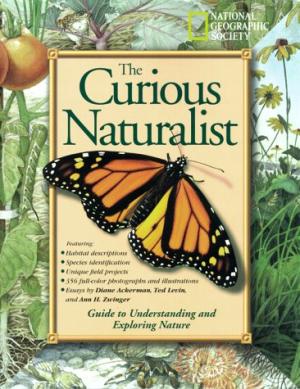 NATIONAL
GEOGRAPHIC
SOCIETY
The
Curious
Naturalist
Featuring:
• Habitat descriptions
• Species identification
• Unique field projects
• 356 full-color photographs and illustrations
• Essays by Diane Ackerman, Ted Levin,
and Ann H. Zwinger
Guide to Understanding and
Exploring Nature